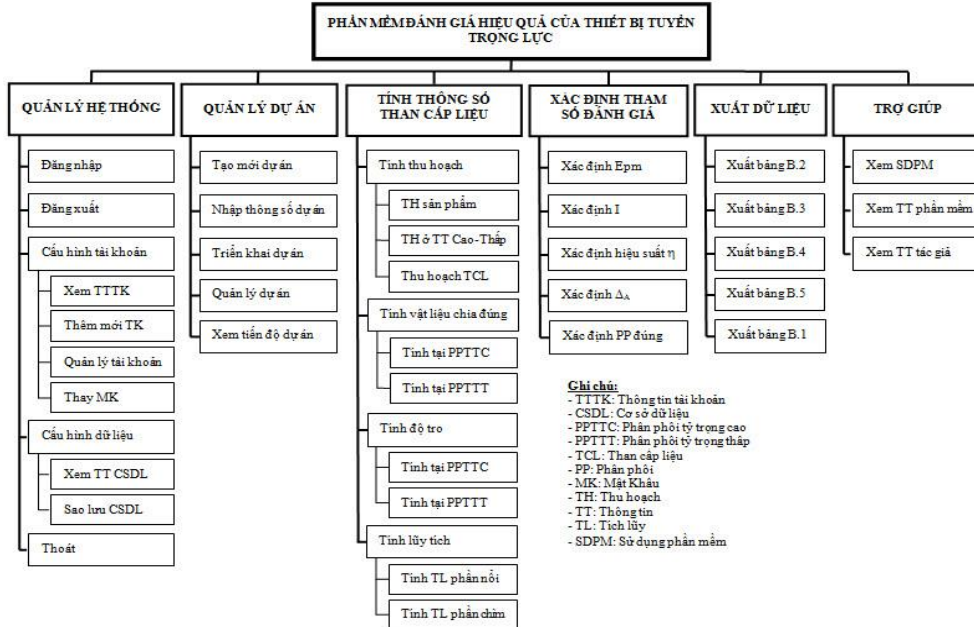 PHẦN MỀM ĐÁNH GIÁ HIỆU QUẢ CỦA THIẾT BỊ TUYỂN
TRỌNG LỰC
QUẢN LÝ HỆ THỐNG
Đăng nhập
Đăng xuất
Cấu hình tài khoản
Xem TTTK
Thêm mới TK
Quản lý tài khoản
Thay MK
Cấu hình dữ liệu
Xem TT CSDL
Sao lưu CSDL
Thoát
QUẢN LÝ DỰ ÁN
Tạo mới dự án
Nhập thông số dự án
Triển khai dự án
Quản lý dự án
Xem tiến độ dự án
TÍNH THÔNG SỐ
THAN CẤP LIỆU
Tính thu hoạch
TH sản phẩm
TH ở TT Cao-Thấp
Thu hoạch TCL
Tính vật liệu chia đúng
Tính tại PPTTC
Tính tại PPTTT
Tính độ tro
Tính tại PPTTC
Tính tại PPTTT
Tính lũy tích
Tính TL phần nổi
Tính TL phần chìm
XÁC ĐỊNH THAM
SỐ ĐÁNH GIÁ
Xác định Epm
Xác định I
Xác định hiệu suất η
Xác định Δ_A
Xác định PP đúng
XUẤT DỮ LIỆU
Xuất bảng B.2
Xuất bảng B.3
Xuất bảng B.4
Xuất bảng B.5
Xuất bảng B.1
TRỢ GIÚP
Xem SDPM
Xem TT phần mềm
Xem TT tác giả
Ghi chú:
- TTTK: Thông tin tài khoản
- CSDL: Cơ sở dữ liệu
- PPTTC: Phân phối tỷ trọng cao
- PPTTT: Phân phối tỷ trọng thấp
- TCL: Than cấp liệu
- PP: Phân phối
- MK: Mật Khẩu
- TH: Thu hoạch
- TT: Thông tin
- TL: Tích lũy
- SDPM: Sử dụng phần mềm